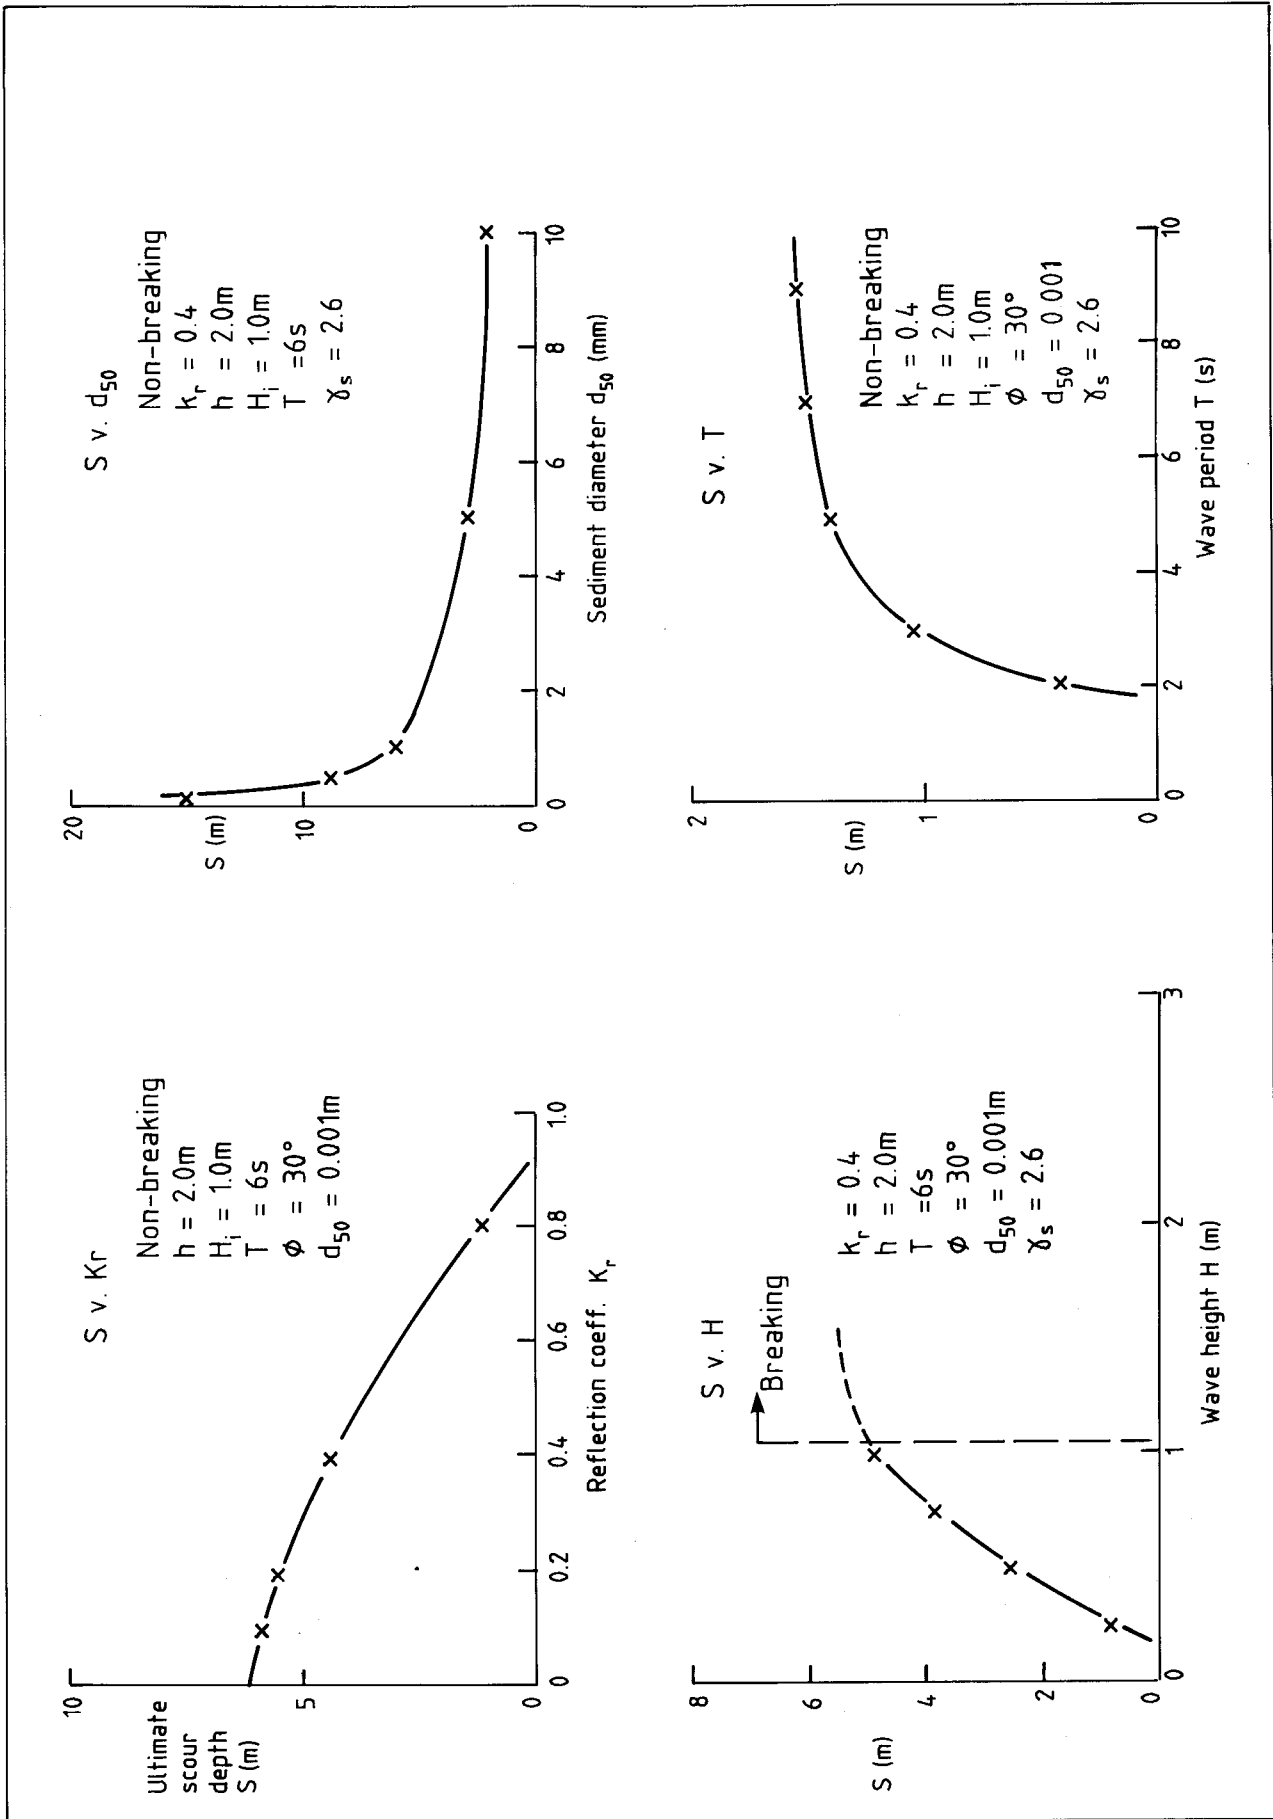 S v. Kr
Non-breaking
h = 2.0m
Hi = 1.0m
T = 6s
ϕ = 30°
d50 = 0.001m
Ultimate
scour
depth
S (m)
10
5
0
0
0.2
0.4
0.6
0.8
1.0
Reflection coeff. Kr
S v. d50
Non-breaking
kr = 0.4
h = 2.0m
Hi = 1.0m
T =6s
γs = 2.6
20
S (m)
10
0
0
2
4
6
8
10
Sediment diameter d50 (mm)
S v. H
Breaking
kr = 0.4
h = 2.0m
T =6s
ϕ = 30°
d50 = 0.001m
γs = 2.6
8
6
4
2
0
S (m)
0
1
2
3
Wave height H (m)
S v. T
Non-breaking
kr = 0.4
h = 2.0m
Hi = 1.0m
ϕ = 30°
d50 = 0 001
γs = 2.6
2
S (m)
1
0
0
2
4
6
8
10
Wave period T (s)